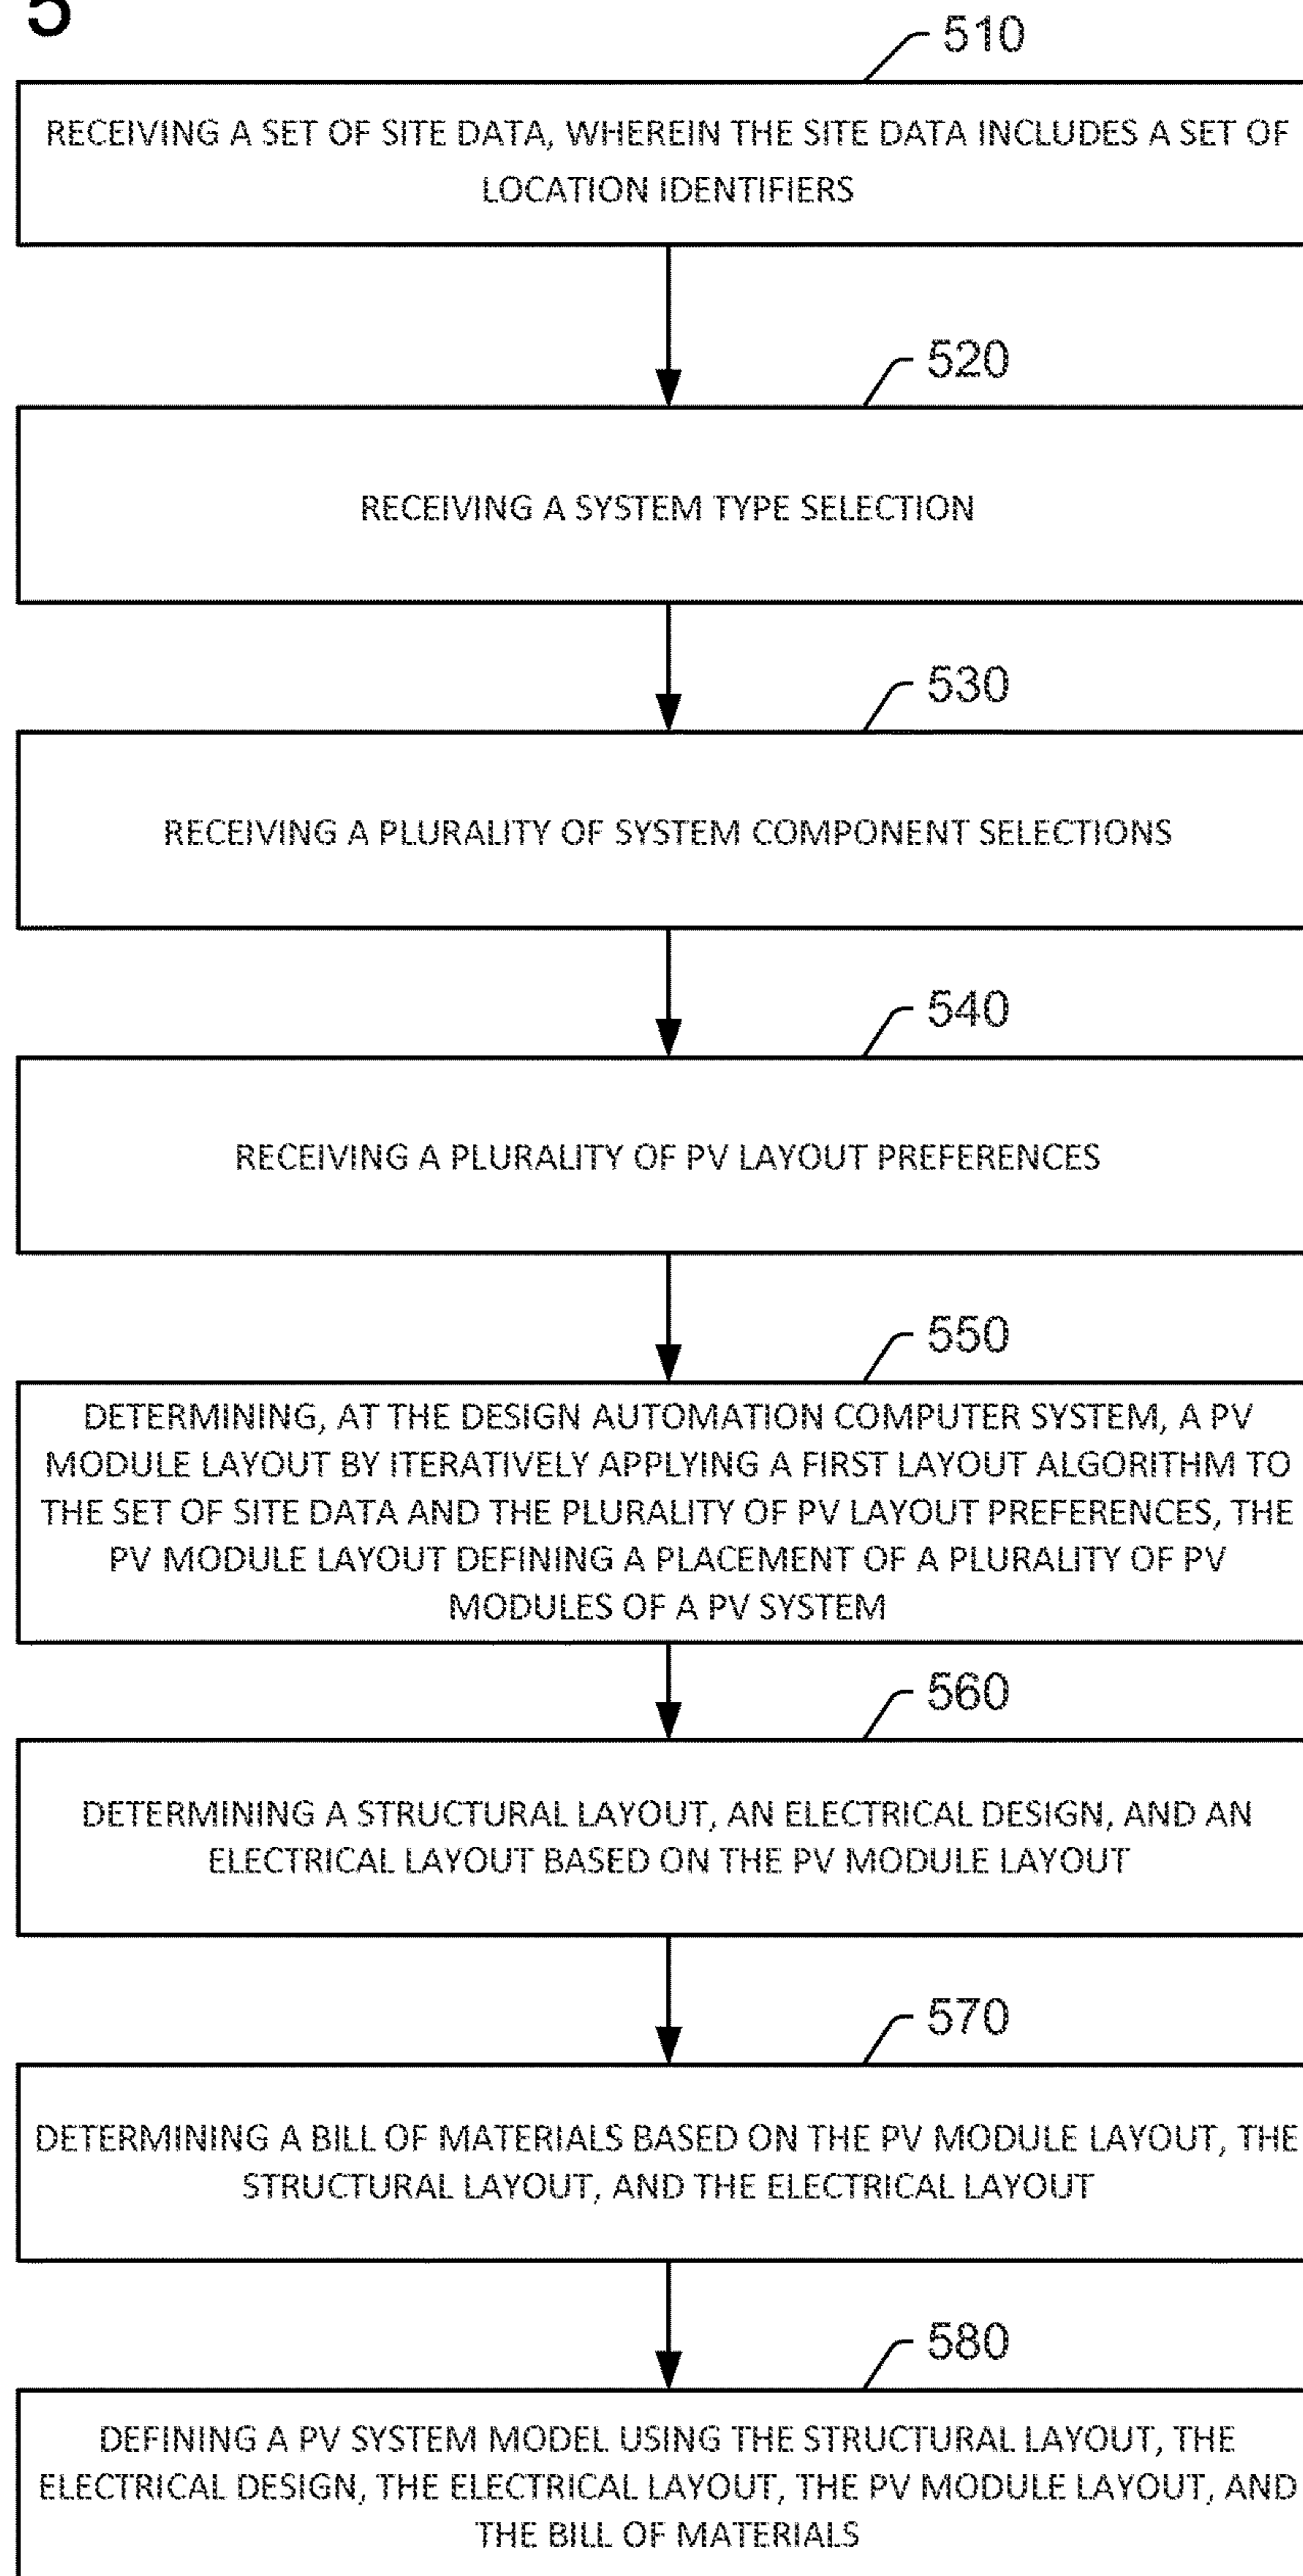 5
510
RECEIVING A SET OF SITE DATA, WHEREIN THE SITE DATA INCLUDES A SET OF
LOCATION IDENTIFIERS
520
RECEIVING A SYSTEM TYPE SELECTION
530
RECEIVING A PLURALITY OF SYSTEM COMPONENT SELECTIONS
540
RECEIVING A PLURALITY OF PV LAYOUT PREFERENCES
550
DETERMINING, AT THE DESIGN AUTOMATION COMPUTER SYSTEM, A PV
MODULE LAYOUT BY ITERATIVELY APPLYING A FIRST LAYOUT ALGORITHM TO
THE SET OF SITE DATA AND THE PLURALITY OF PV LAYOUT PREFERENCES, THE
PV MODULE LAYOUT DEFINING A PLACEMENT OF A PLURALITY OF PV
MODULES OF A PV SYSTEM
560
DETERMINING A STRUCTURAL LAYOUT, AN ELECTRICAL DESIGN, AND AN
ELECTRICAL LAYOUT BASED ON THE PV MODULE LAYOUT
570
DETERMINING A BILL OF MATERIALS BASED ON THE PV MODULE LAYOUT, THE
STRUCTURAL LAYOUT, AND THE ELECTRICAL LAYOUT
580
DEFINING A PV SYSTEM MODEL USING THE STRUCTURAL LAYOUT, THE
ELECTRICAL DESIGN, THE ELECTRICAL LAYOUT, THE PV MODULE LAYOUT, AND
THE BILL OF MATERIALS